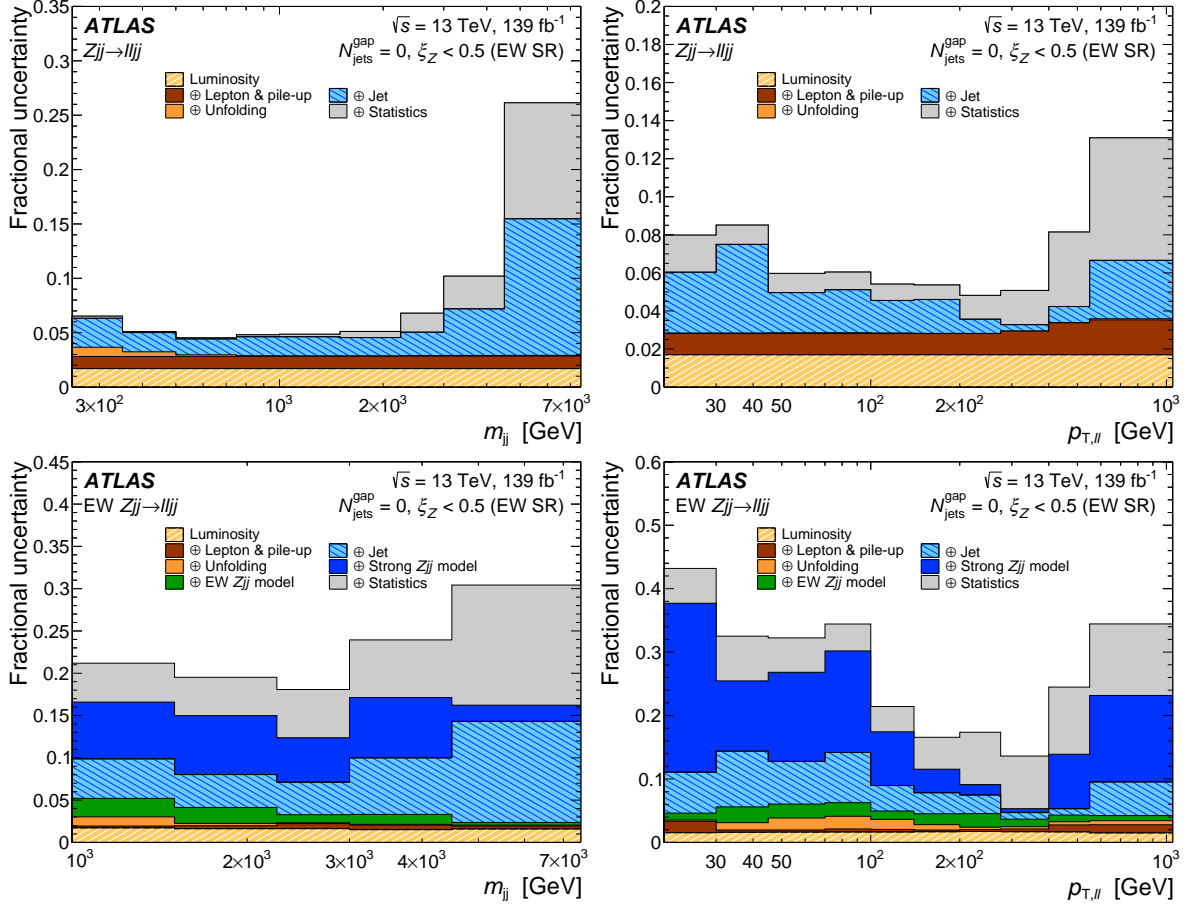 ATLAS
Zjj→lljj
√s = 13 TeV, 139 fb⁻¹
N_jets^gap = 0, ξ_Z < 0.5 (EW SR)
Luminosity
⊕ Lepton & pile-up
⊕ Unfolding
⊕ Jet
⊕ Statistics
Fractional uncertainty
0.35
0.3
0.25
0.2
0.15
0.1
0.05
0
3×10² 10³ 2×10³ 7×10³
m_jj [GeV]
ATLAS
Zjj→lljj
√s = 13 TeV, 139 fb⁻¹
N_jets^gap = 0, ξ_Z < 0.5 (EW SR)
Luminosity
⊕ Lepton & pile-up
⊕ Unfolding
⊕ Jet
⊕ Statistics
Fractional uncertainty
0.2
0.18
0.16
0.14
0.12
0.1
0.08
0.06
0.04
0.02
0
30 40 50 10² 2×10² 10³
p_T,ll [GeV]
ATLAS
EW Zjj→lljj
√s = 13 TeV, 139 fb⁻¹
N_jets^gap = 0, ξ_Z < 0.5 (EW SR)
Luminosity
⊕ Lepton & pile-up
⊕ Unfolding
⊕ EW Zjj model
⊕ Jet
⊕ Strong Zjj model
⊕ Statistics
Fractional uncertainty
0.45
0.4
0.35
0.3
0.25
0.2
0.15
0.1
0.05
0
10³ 2×10³ 3×10³ 4×10³ 7×10³
m_jj [GeV]
ATLAS
EW Zjj→lljj
√s = 13 TeV, 139 fb⁻¹
N_jets^gap = 0, ξ_Z < 0.5 (EW SR)
Luminosity
⊕ Lepton & pile-up
⊕ Unfolding
⊕ EW Zjj model
⊕ Jet
⊕ Strong Zjj model
⊕ Statistics
Fractional uncertainty
0.6
0.5
0.4
0.3
0.2
0.1
0
30 40 50 10² 2×10² 10³
p_T,ll [GeV]